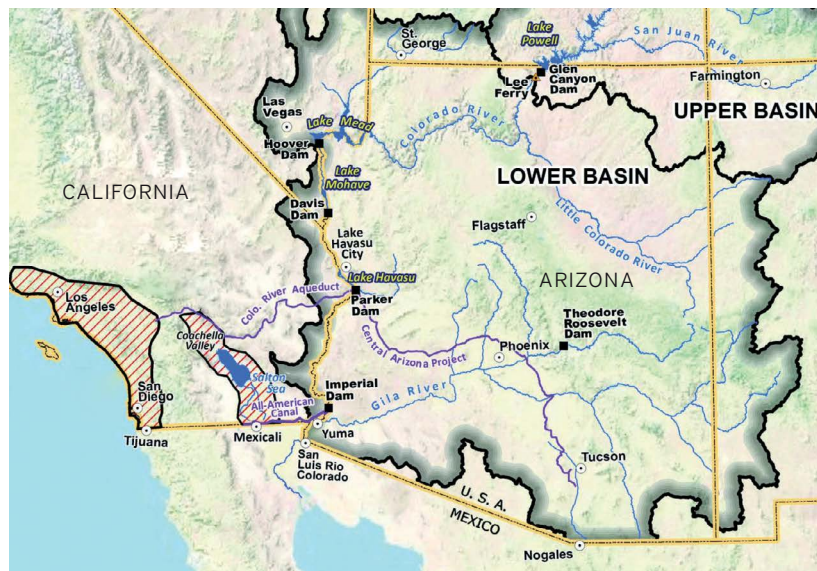 St.
George
Lake
Powell
San Juan River
Lee
Ferry
Glen
Canyon
Dam
Farmington
UPPER BASIN
Las
Vegas
Lake Mead
Hoover
Dam
Colorado River
Lake
Mohave
LOWER BASIN
CALIFORNIA
Davis
Dam
Flagstaff
Little Colorado River
Lake
Havasu
City
Lake Havasu
ARIZONA
Los
Angeles
Colo. River Aqueduct
Parker
Dam
Theodore
Roosevelt
Dam
Coachella
Valley
Central Arizona Project
Phoenix
Salton
Sea
San
Diego
Imperial
Dam
Gila River
All-American
Canal
Tijuana
Mexicali
Yuma
San
Luis Rio
Colorado
Tucson
U. S. A.
MEXICO
Nogales